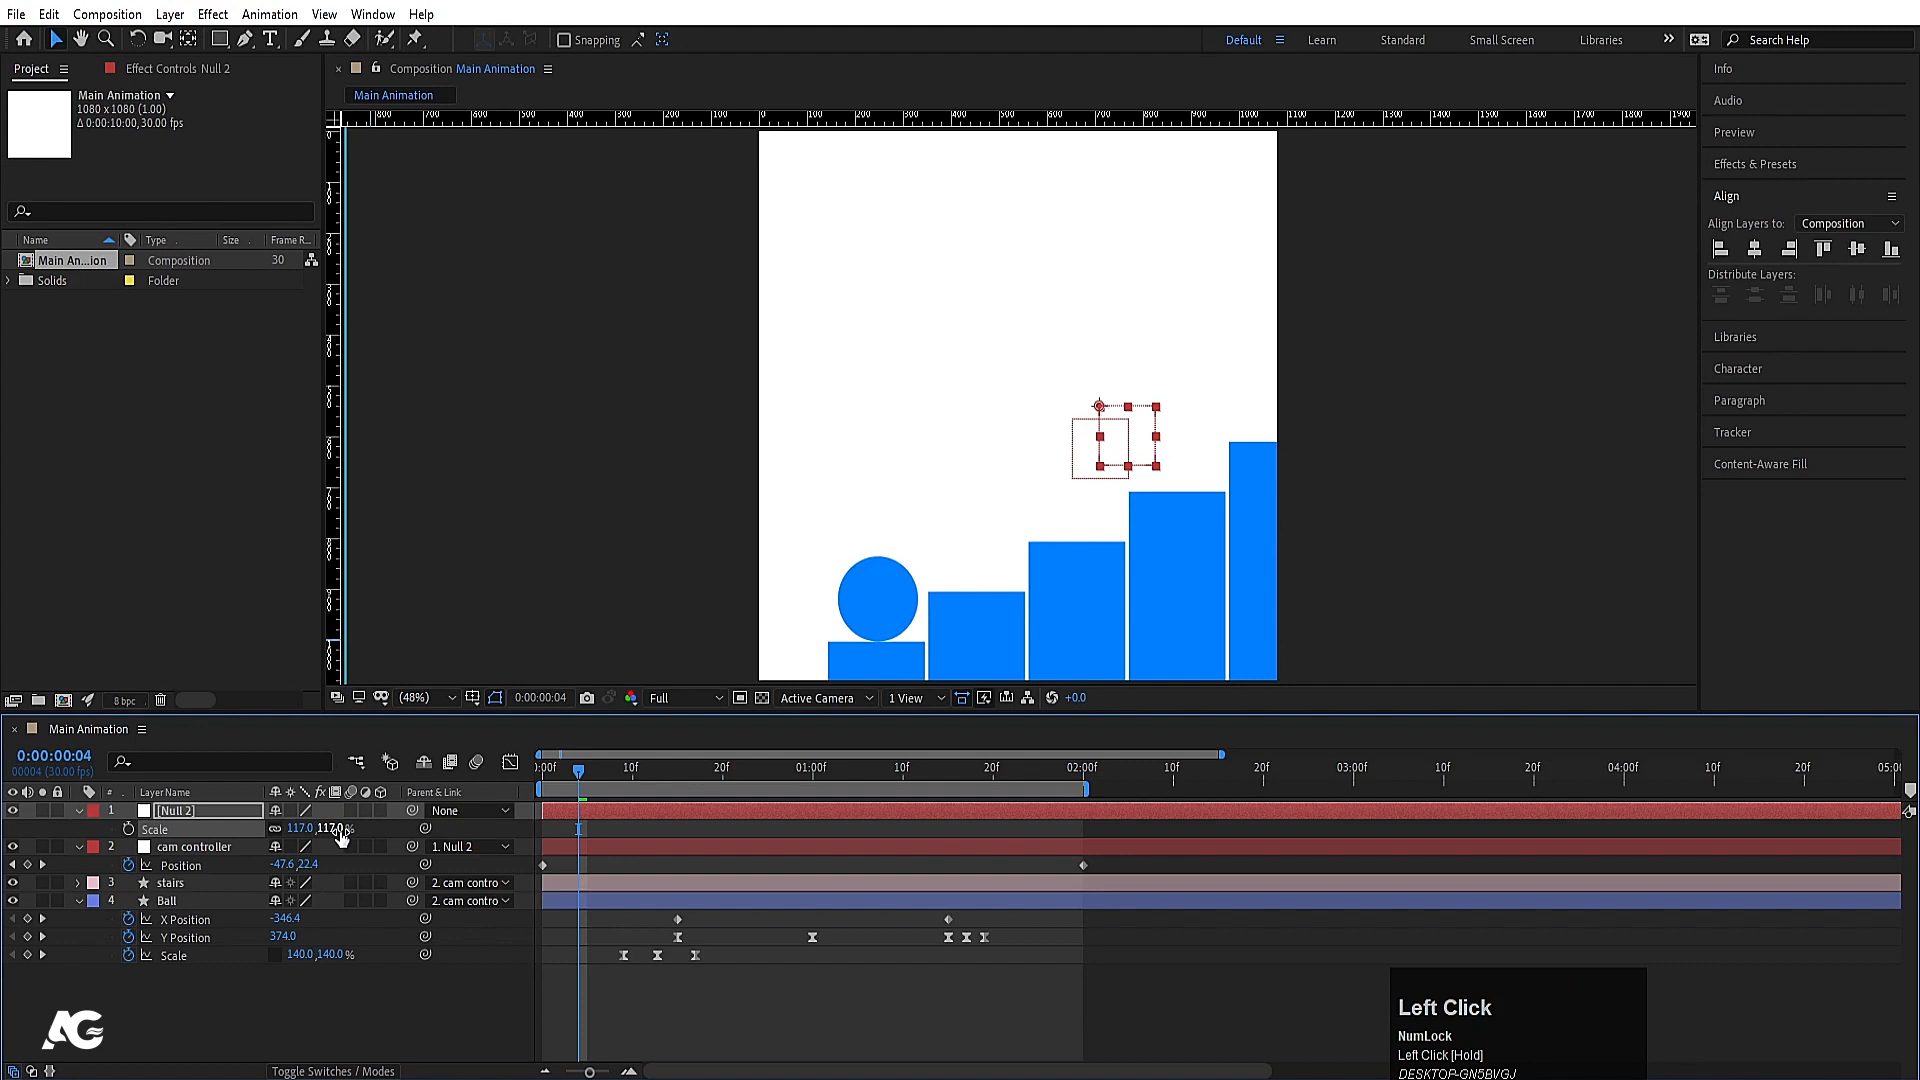 File Edit Composition Layer Effect Animation View Window Help
Snapping Default Learn Standard Small Screen Libraries Search Help
Project Effect Controls Null 2
Composition Main Animation
Main Animation
1080 x 1080 (1.00)
Δ 0:00:10:00,30.00 fps
Main Animation
Name Type Size Frame R...
Main An...ion Composition 30
Solids Folder
8 bpc
Info
Audio
Preview
Effects & Presets
Align
Align Layers to: Composition
Distribute Layers:
Libraries
Character
Paragraph
Tracker
Content-Aware Fill
(48%) 0:00:00:04 Full Active Camera 1 View +0.0
Main Animation
0:00:00:04
00004 (30.00 fps)
:00f 10f 20f 01:00f 10f 20f 02:00f 10f 20f 03:00f 10f 20f 04:00f 10f 20f 05:00
# Layer Name Parent & Link
1 [Null 2] None
Scale 117.0,117.0%
2 cam controller 1. Null 2
Position -47.6,22.4
3 stairs 2. cam contro
4 Ball 2. cam contro
X Position -346.4
Y Position 374.0
Scale 140.0,140.0%
AG
Left Click
NumLock
Left Click [Hold]
DESKTOP-GN5BVGJ
Toggle Switches / Modes